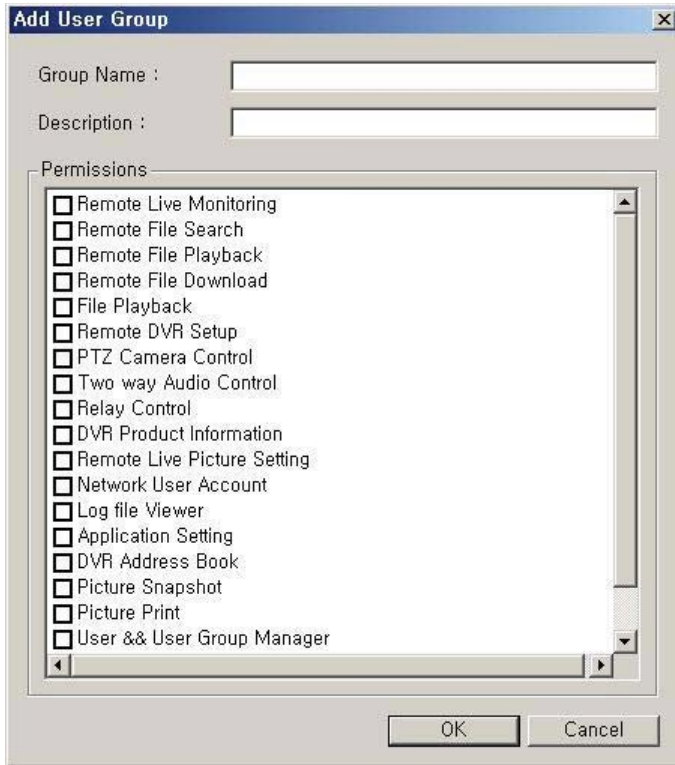 Add User Group
Group Name :
Description :
Permissions
Remote Live Monitoring
Remote File Search
Remote File Playback
Remote File Download
File Playback
Remote DVR Setup
PTZ Camera Control
Two way Audio Control
Relay Control
DVR Product Information
Remote Live Picture Setting
Network User Account
Log file Viewer
Application Setting
DVR Address Book
Picture Snapshot
Picture Print
User && User Group Manager
OK
Cancel